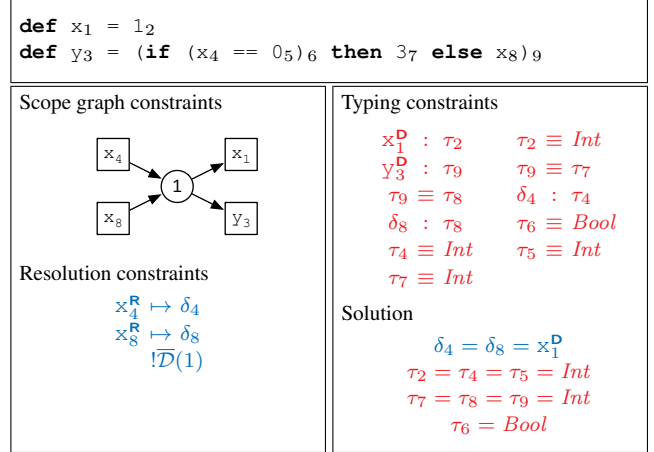 def x₁ = 1₂
def y₃ = (if (x₄ == 0₅)₆ then 3₇ else x₈)₉
Scope graph constraints
x₄ x₁
1
x₈ y₃
Resolution constraints
x₄ᴿ ↦ δ₄
x₈ᴿ ↦ δ₈
!D̅(1)
Typing constraints
x₁ᴰ : τ₂ τ₂ ≡ Int
y₃ᴰ : τ₉ τ₉ ≡ τ₇
τ₉ ≡ τ₈ δ₄ : τ₄
δ₈ : τ₈ τ₆ ≡ Bool
τ₄ ≡ Int τ₅ ≡ Int
τ₇ ≡ Int
Solution
δ₄ = δ₈ = x₁ᴰ
τ₂ = τ₄ = τ₅ = Int
τ₇ = τ₈ = τ₉ = Int
τ₆ = Bool